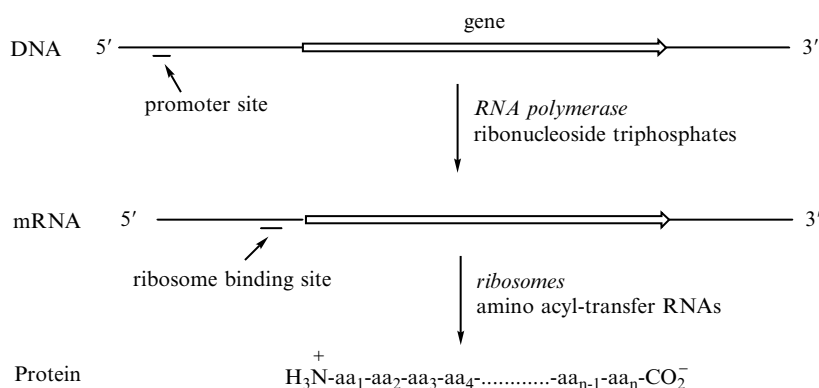 gene
DNA 5′ 3′
promoter site
RNA polymerase
ribonucleoside triphosphates
mRNA 5′ 3′
ribosome binding site
ribosomes
amino acyl-transfer RNAs
Protein H₃N⁺-aa₁-aa₂-aa₃-aa₄-............-aaₙ₋₁-aaₙ-CO₂⁻